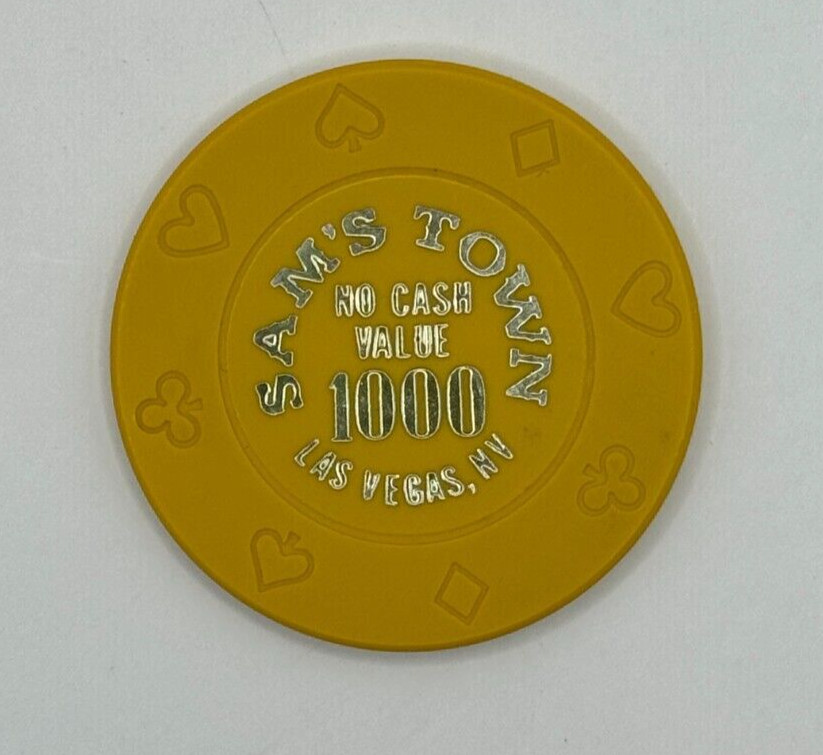 SAM'S TOWN
NO CASH
VALUE
1000
LAS VEGAS, NV